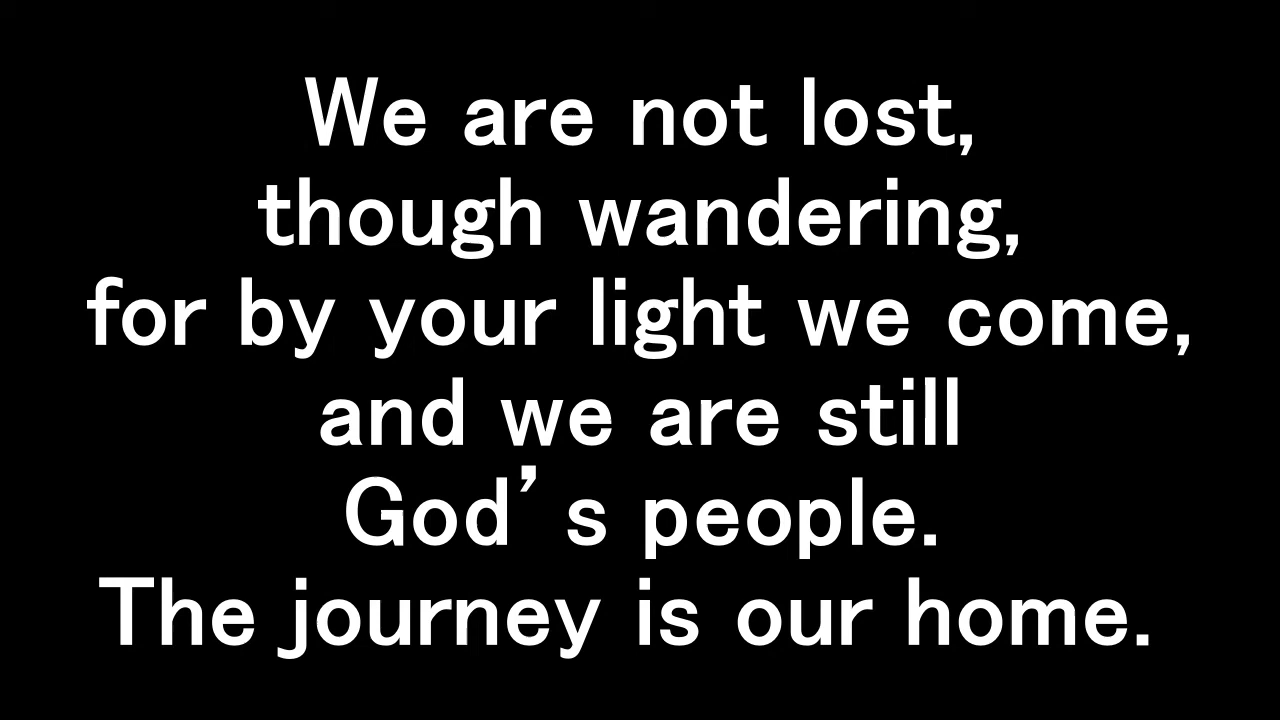 We are not lost,
though wandering,
for by your light we come,
and we are still
God’s people.
The journey is our home.